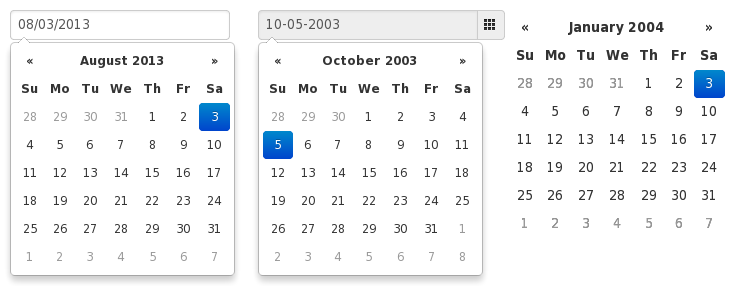 08/03/2013
« August 2013 »
Su Mo Tu We Th Fr Sa
28 29 30 31 1 2 3
4 5 6 7 8 9 10
11 12 13 14 15 16 17
18 19 20 21 22 23 24
25 26 27 28 29 30 31
1 2 3 4 5 6 7
10-05-2003
« October 2003 »
Su Mo Tu We Th Fr Sa
28 29 30 1 2 3 4
5 6 7 8 9 10 11
12 13 14 15 16 17 18
19 20 21 22 23 24 25
26 27 28 29 30 31 1
2 3 4 5 6 7 8
« January 2004 »
Su Mo Tu We Th Fr Sa
28 29 30 31 1 2 3
4 5 6 7 8 9 10
11 12 13 14 15 16 17
18 19 20 21 22 23 24
25 26 27 28 29 30 31
1 2 3 4 5 6 7